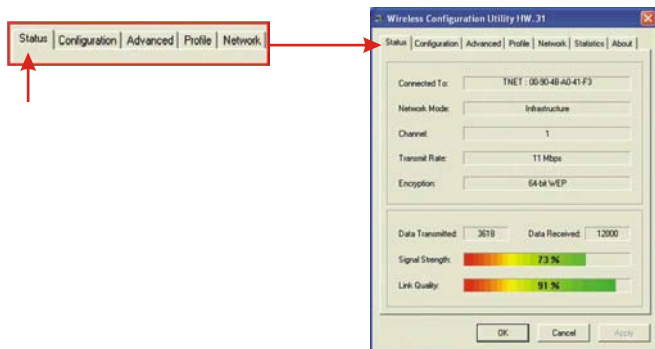 Status Configuration Advanced Profile Network
Wireless Configuration Utility HW.31
Status Configuration Advanced Profile Network Statistics About
Connected To: TNET : 00-90-4B-A0-41-F3
Network Mode: Infrastructure
Channel: 1
Transmit Rate: 11 Mbps
Encryption: 64-bit WEP
Data Transmitted: 3618 Data Received: 12000
Signal Strength: 73 %
Link Quality: 91 %
OK Cancel Apply